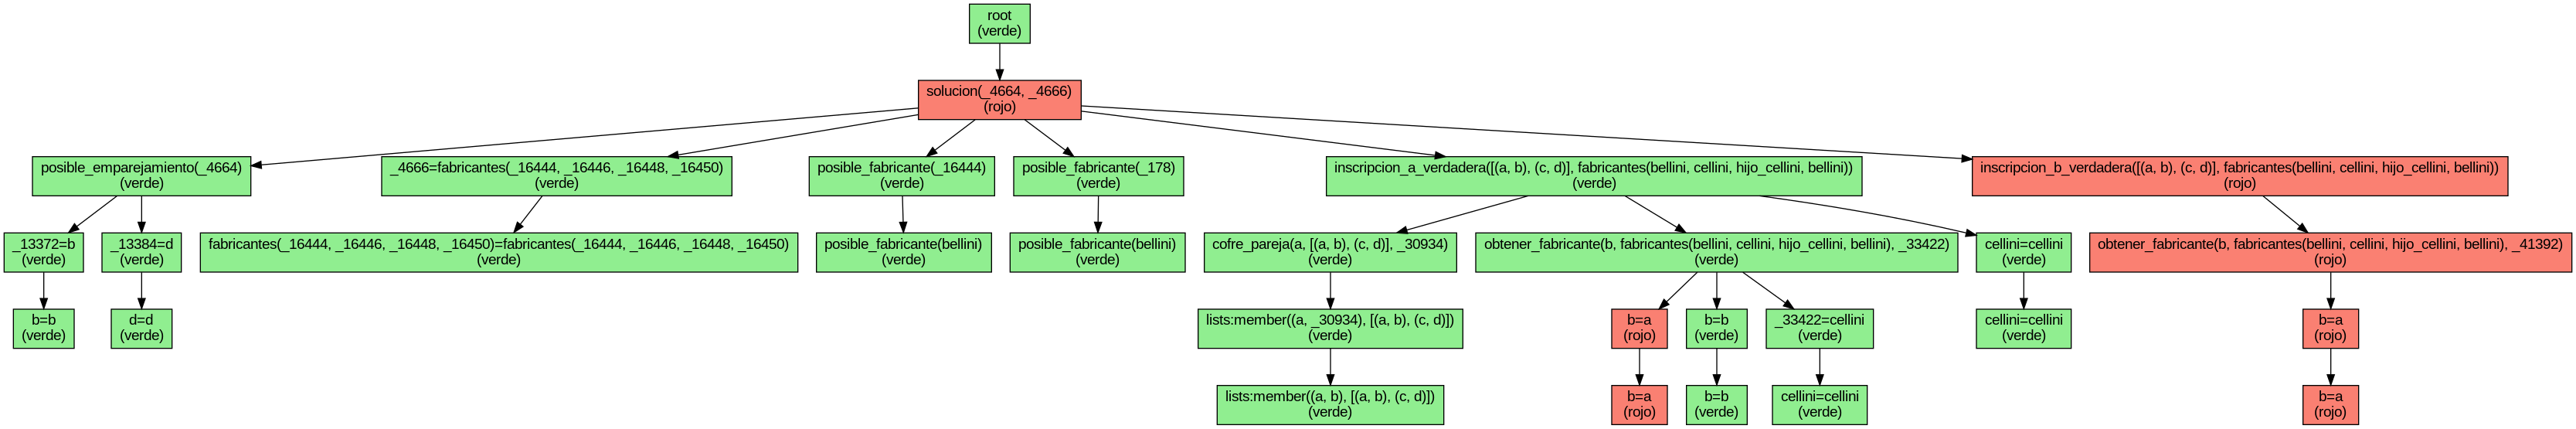 root
(verde)
solucion(_4664, _4666)
(rojo)
posible_emparejamiento(_4664)
(verde)
_4666=fabricantes(_16444, _16446, _16448, _16450)
(verde)
posible_fabricante(_16444)
(verde)
posible_fabricante(_178)
(verde)
inscripcion_a_verdadera([(a, b), (c, d)], fabricantes(bellini, cellini, hijo_cellini, bellini))
(verde)
inscripcion_b_verdadera([(a, b), (c, d)], fabricantes(bellini, cellini, hijo_cellini, bellini))
(rojo)
_13372=b
(verde)
_13384=d
(verde)
fabricantes(_16444, _16446, _16448, _16450)=fabricantes(_16444, _16446, _16448, _16450)
(verde)
posible_fabricante(bellini)
(verde)
posible_fabricante(bellini)
(verde)
cofre_pareja(a, [(a, b), (c, d)], _30934)
(verde)
obtener_fabricante(b, fabricantes(bellini, cellini, hijo_cellini, bellini), _33422)
(verde)
cellini=cellini
(verde)
obtener_fabricante(b, fabricantes(bellini, cellini, hijo_cellini, bellini), _41392)
(rojo)
b=b
(verde)
d=d
(verde)
lists:member((a, _30934), [(a, b), (c, d)])
(verde)
b=a
(rojo)
b=b
(verde)
_33422=cellini
(verde)
cellini=cellini
(verde)
b=a
(rojo)
lists:member((a, b), [(a, b), (c, d)])
(verde)
b=a
(rojo)
b=b
(verde)
cellini=cellini
(verde)
b=a
(rojo)